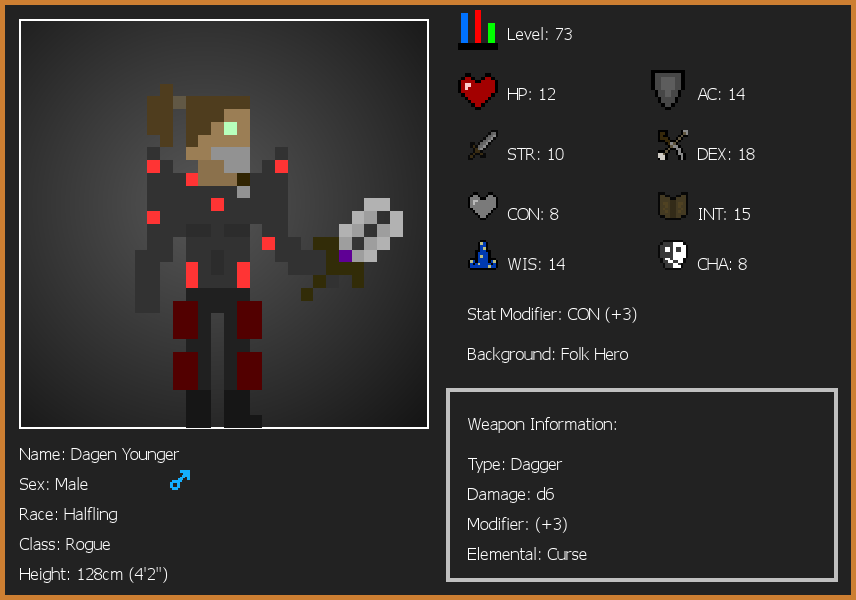 Level: 73
HP: 12
AC: 14
STR: 10
DEX: 18
CON: 8
INT: 15
WIS: 14
CHA: 8
Stat Modifier: CON (+3)
Background: Folk Hero
Weapon Information:
Type: Dagger
Damage: d6
Modifier: (+3)
Elemental: Curse
Name: Dagen Younger
Sex: Male
Race: Halfling
Class: Rogue
Height: 128cm (4'2")